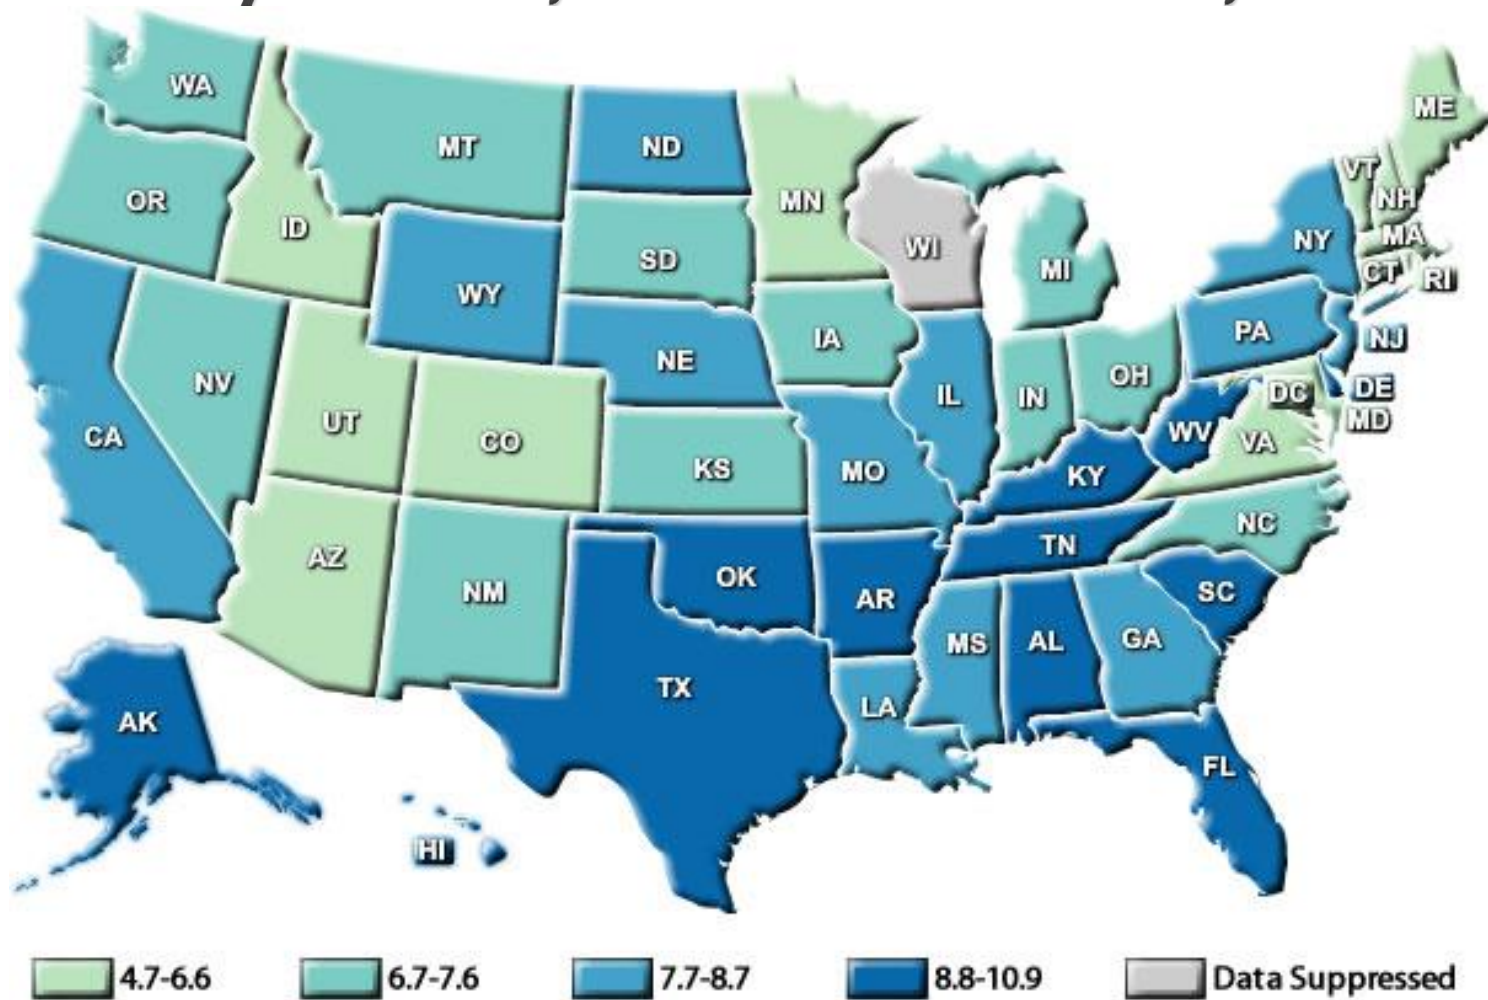 WA
MT
ND
MN
ME
VT
NH
OR
ID
SD
WI
MI
NY
MA
CT
RI
WY
IA
PA
NJ
NV
NE
IL
IN
OH
DC
DE
MD
CA
UT
CO
KS
MO
KY
WV
VA
AZ
NM
OK
AR
TN
NC
SC
TX
LA
MS
AL
GA
AK
HI
FL
4.7-6.6 6.7-7.6 7.7-8.7 8.8-10.9 Data Suppressed